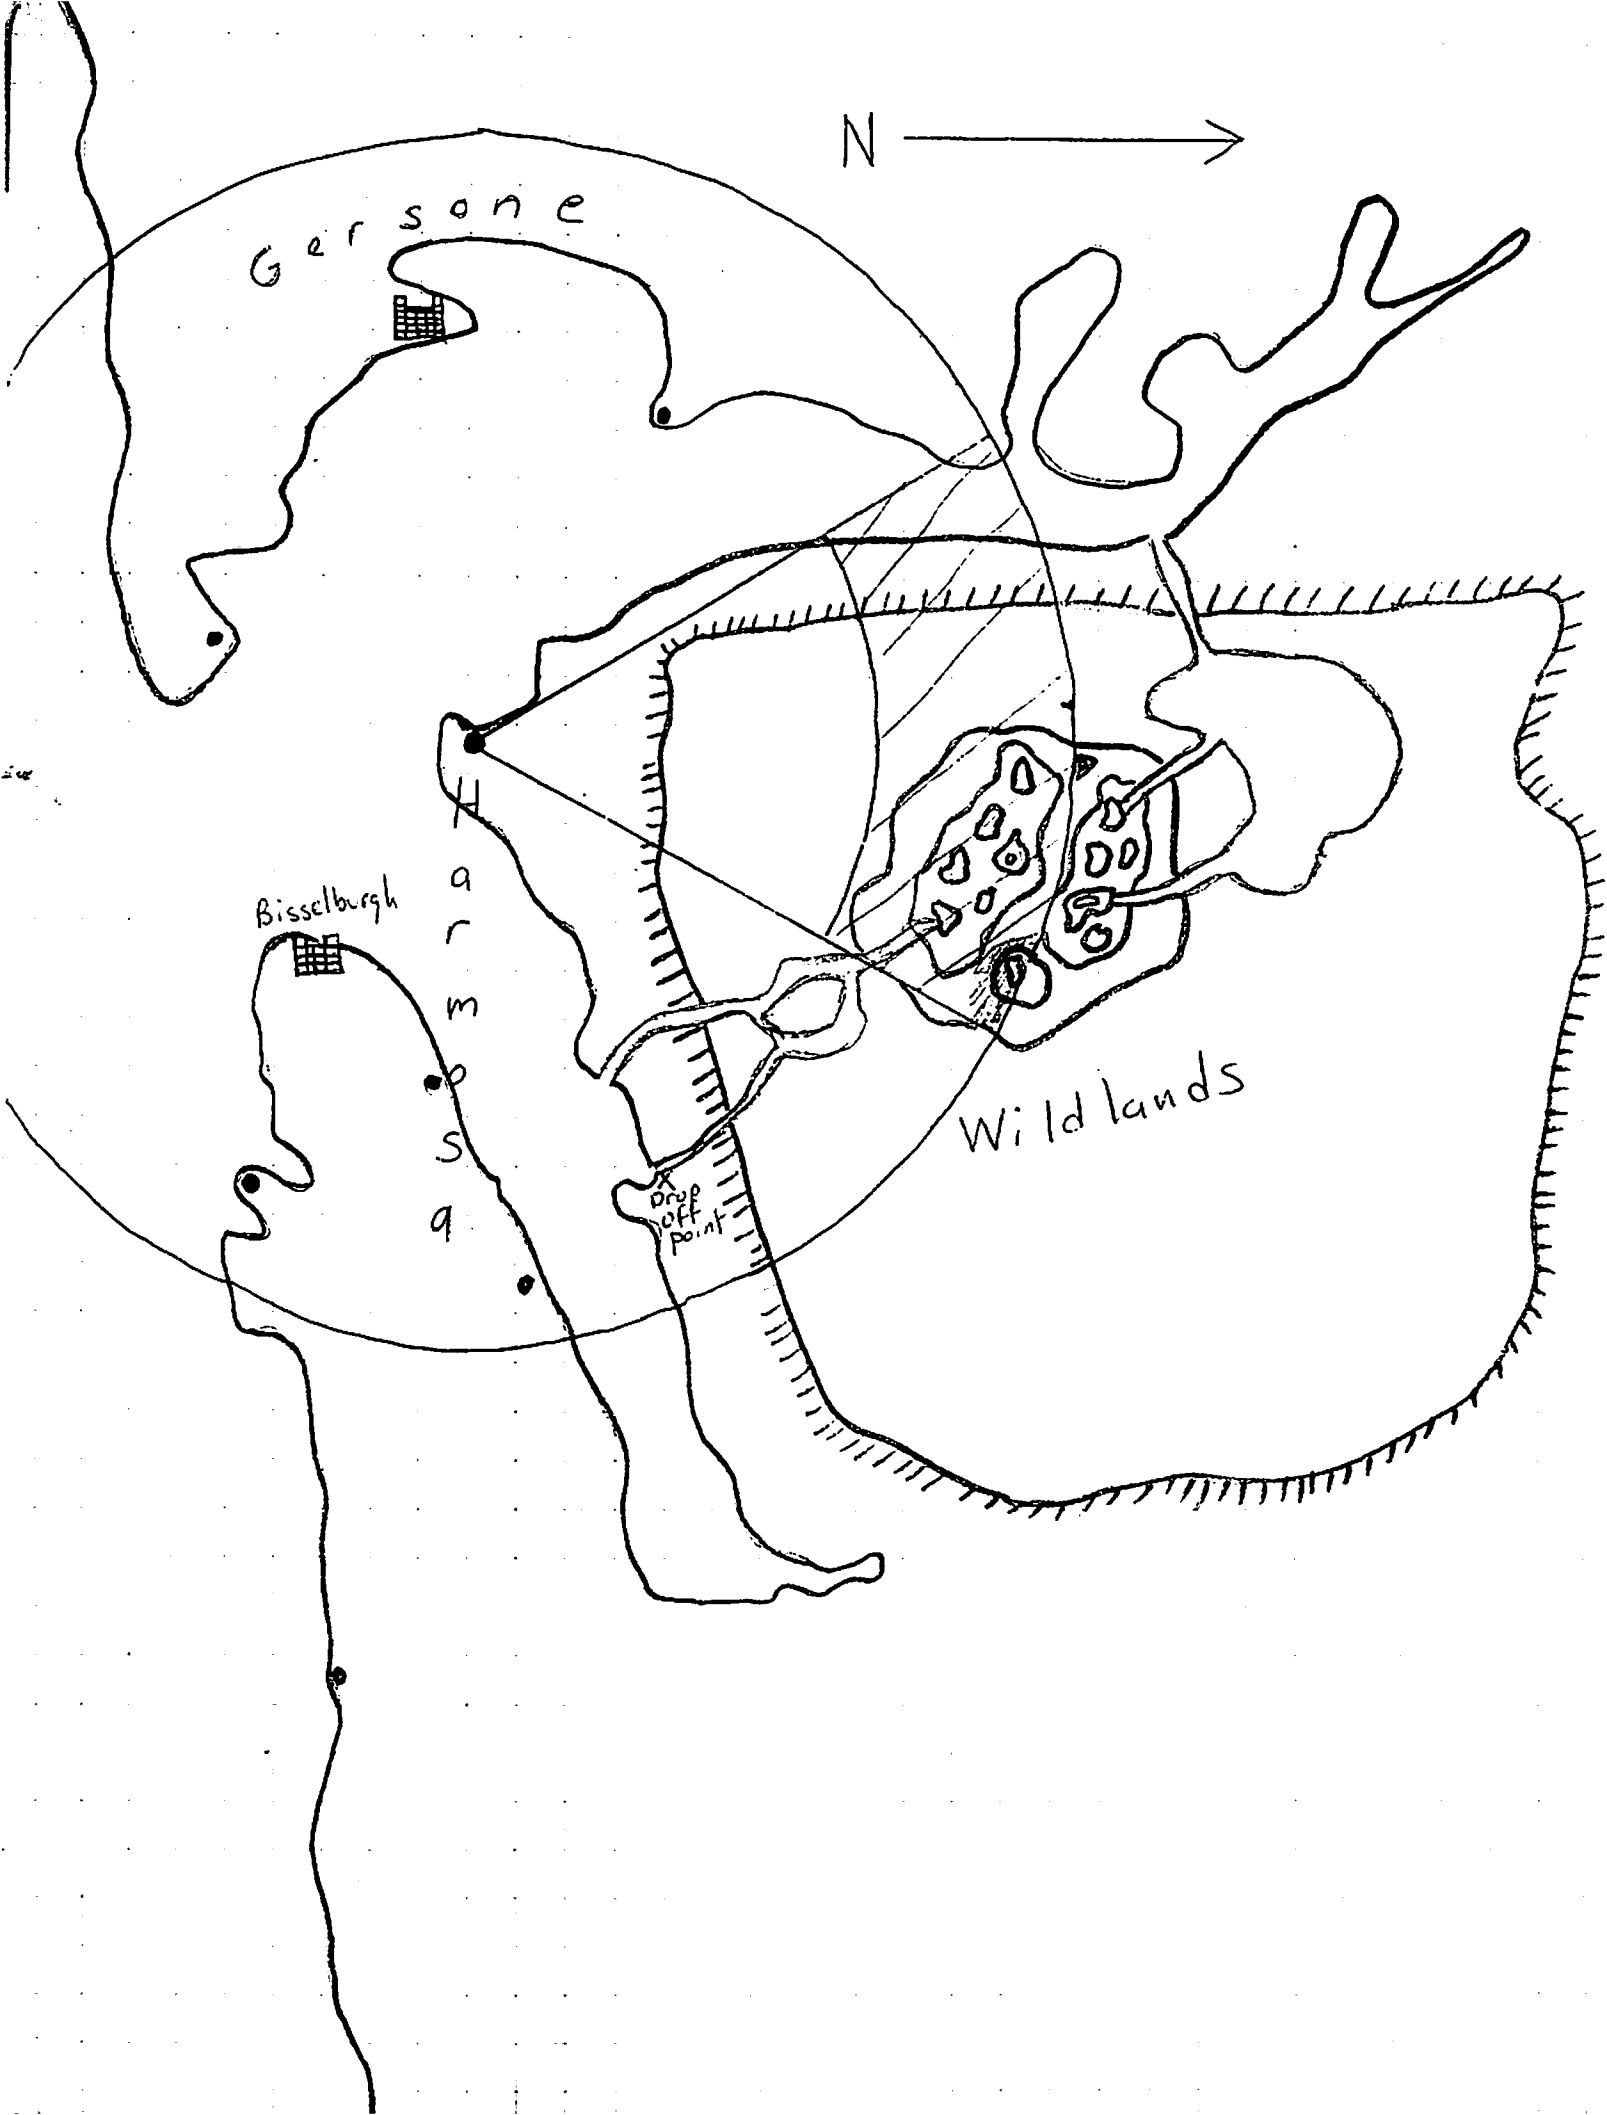 N
Gersone
Bisselburgh
Harmosa
X
Drop
off
point
Wildlands